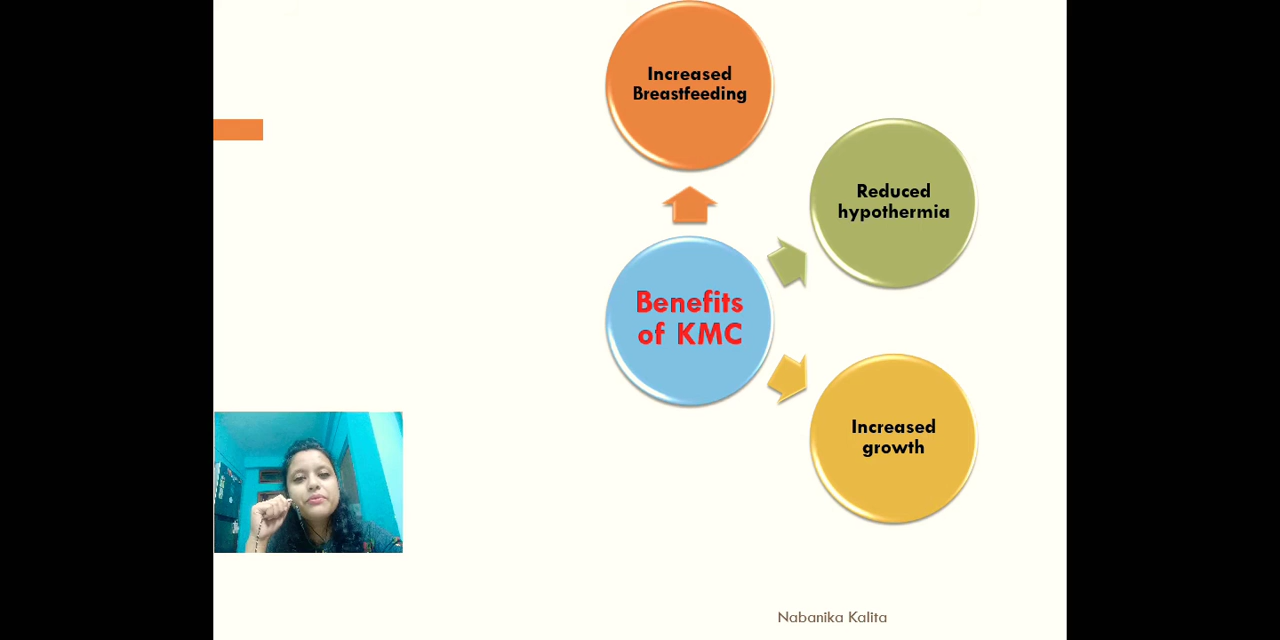 Increased
Breastfeeding
Reduced
hypothermia
Benefits
of KMC
Increased
growth
Nabanika Kalita